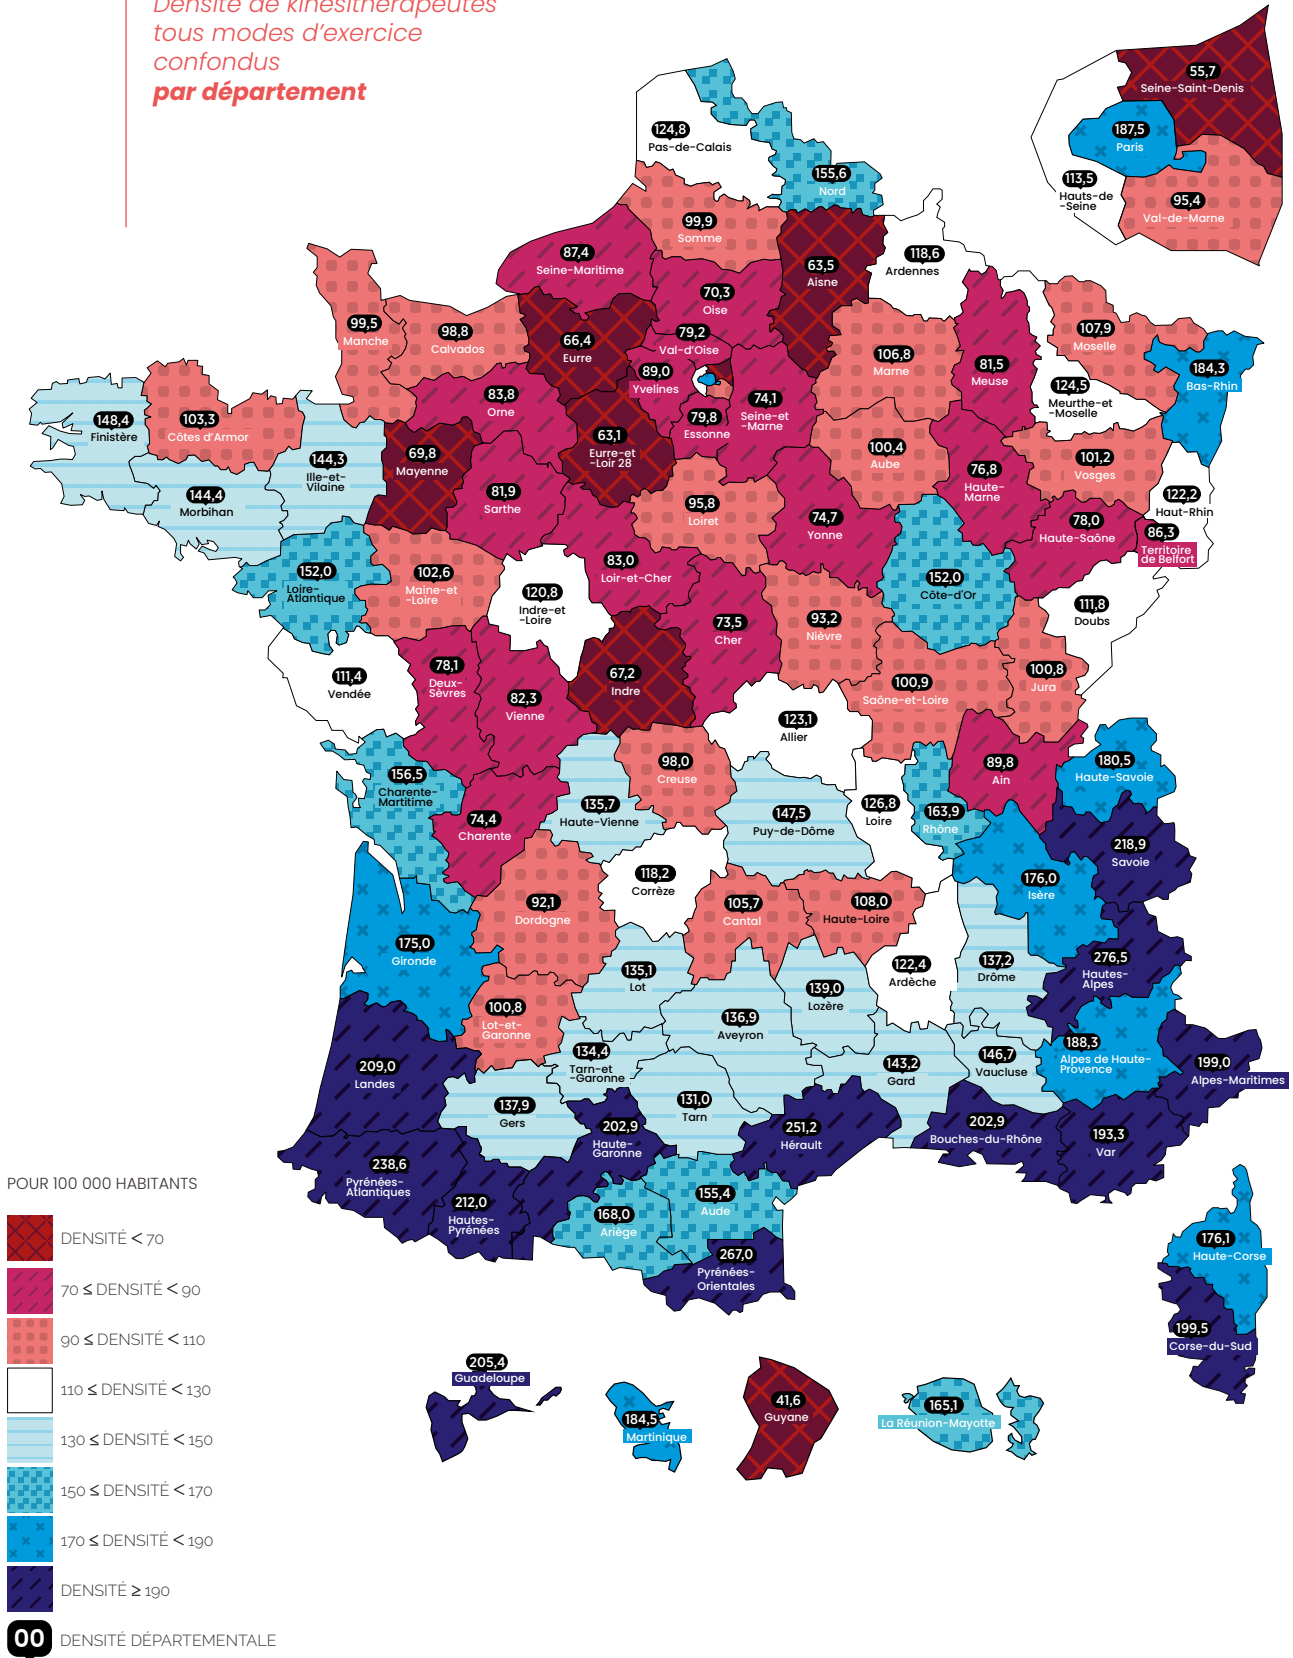 Densité de kinésithérapeutes
tous modes d'exercice
confondus
par département
55,7
Seine-Saint-Denis
187,5
Paris
113,5
Hauts-de
-Seine
95,4
Val-de-Marne
124,8
Pas-de-Calais
155,6
Nord
99,9
Somme
87,4
Seine-Maritime
63,5
Aisne
118,6
Ardennes
70,3
Oise
99,5
Manche
98,8
Calvados
66,4
Eurre
79,2
Val-d'Oise
89,0
Yvelines
106,8
Marne
81,5
Meuse
107,9
Moselle
184,3
Bas-Rhin
124,5
Meurthe-et
-Moselle
83,8
Orne
79,8
Essonne
74,1
Seine-et
-Marne
148,4
Finistère
103,3
Côtes d'Armor
144,3
Ille-et-
Vilaine
69,8
Mayenne
63,1
Eurre-et
-Loir 28
100,4
Aube
76,8
Haute-
Marne
101,2
Vosges
144,4
Morbihan
81,9
Sarthe
95,8
Loiret
74,7
Yonne
122,2
Haut-Rhin
78,0
Haute-Saône
86,3
Territoire
de Belfort
152,0
Loire-
Atlantique
102,6
Maine-et
-Loire
120,8
Indre-et
-Loire
83,0
Loir-et-Cher
152,0
Côte-d'Or
111,8
Doubs
73,5
Cher
93,2
Nièvre
111,4
Vendée
78,1
Deux-
Sèvres
82,3
Vienne
67,2
Indre
100,9
Saône-et-Loire
100,8
Jura
123,1
Allier
156,5
Charente-
Martitime
98,0
Creuse
89,8
Ain
180,5
Haute-Savoie
74,4
Charente
135,7
Haute-Vienne
147,5
Puy-de-Dôme
126,8
Loire
163,9
Rhône
218,9
Savoie
118,2
Corrèze
176,0
Isère
92,1
Dordogne
105,7
Cantal
108,0
Haute-Loire
175,0
Gironde
135,1
Lot
139,0
Lozère
122,4
Ardèche
137,2
Drôme
276,5
Hautes-
Alpes
100,8
Lot-et-
Garonne
136,9
Aveyron
134,4
Tarn-et
-Garonne
143,2
Gard
146,7
Vaucluse
188,3
Alpes de Haute-
Provence
199,0
Alpes-Maritimes
209,0
Landes
137,9
Gers
131,0
Tarn
202,9
Haute-
Garonne
251,2
Hérault
202,9
Bouches-du-Rhône
193,3
Var
238,6
Pyrénées-
Atlantiques
212,0
Hautes-
Pyrénées
168,0
Ariège
155,4
Aude
267,0
Pyrénées-
Orientales
176,1
Haute-Corse
199,5
Corse-du-Sud
205,4
Guadeloupe
184,5
Martinique
41,6
Guyane
165,1
La Réunion-Mayotte
POUR 100 000 HABITANTS
DENSITÉ < 70
70 ≤ DENSITÉ < 90
90 ≤ DENSITÉ < 110
110 ≤ DENSITÉ < 130
130 ≤ DENSITÉ < 150
150 ≤ DENSITÉ < 170
170 ≤ DENSITÉ < 190
DENSITÉ ≥ 190
00 DENSITÉ DÉPARTEMENTALE